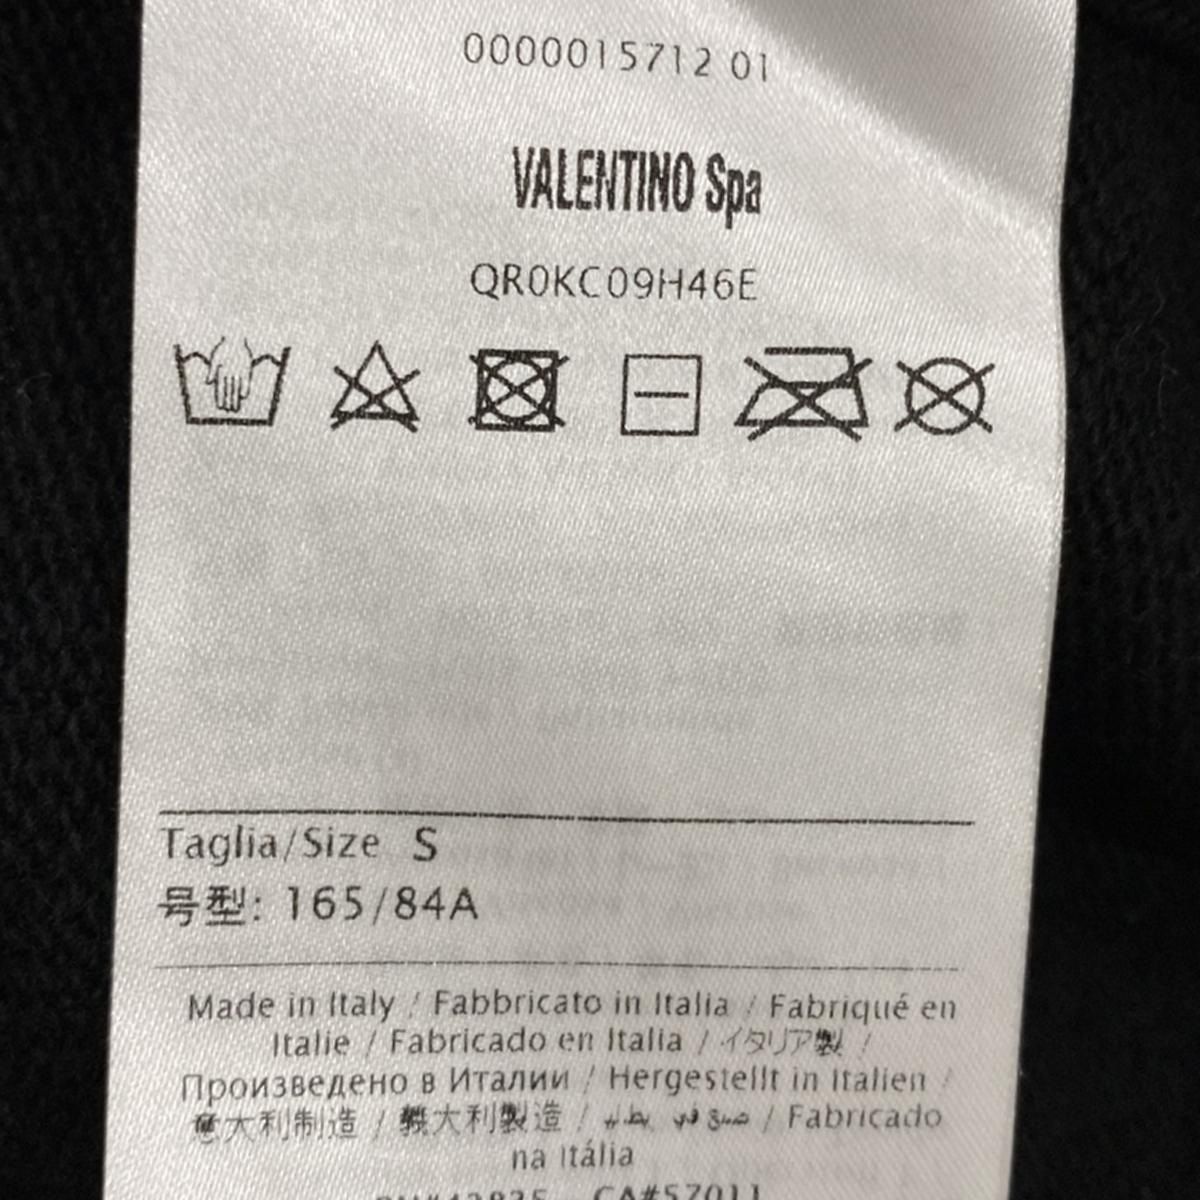 0000015712 01
VALENTINO Spa
QR0KC09H46E
Taglia/Size S
号型: 165/84A
Made in Italy / Fabbricato in Italia / Fabriqué en
Italie / Fabricado en Italia / イタリア製 /
Произведено в Италии / Hergestellt in Italien /
意大利制造 / 義大利製造 / صنع في / Fabricado
na Itália
CA#57011